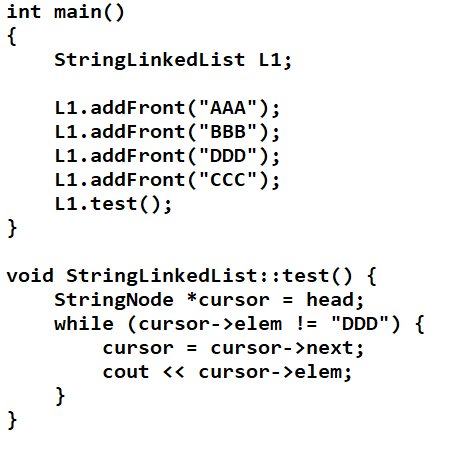 int main()
{
    StringLinkedList L1;

    L1.addFront("AAA");
    L1.addFront("BBB");
    L1.addFront("DDD");
    L1.addFront("CCC");
    L1.test();
}

void StringLinkedList::test() {
    StringNode *cursor = head;
    while (cursor->elem != "DDD") {
        cursor = cursor->next;
        cout << cursor->elem;
    }
}